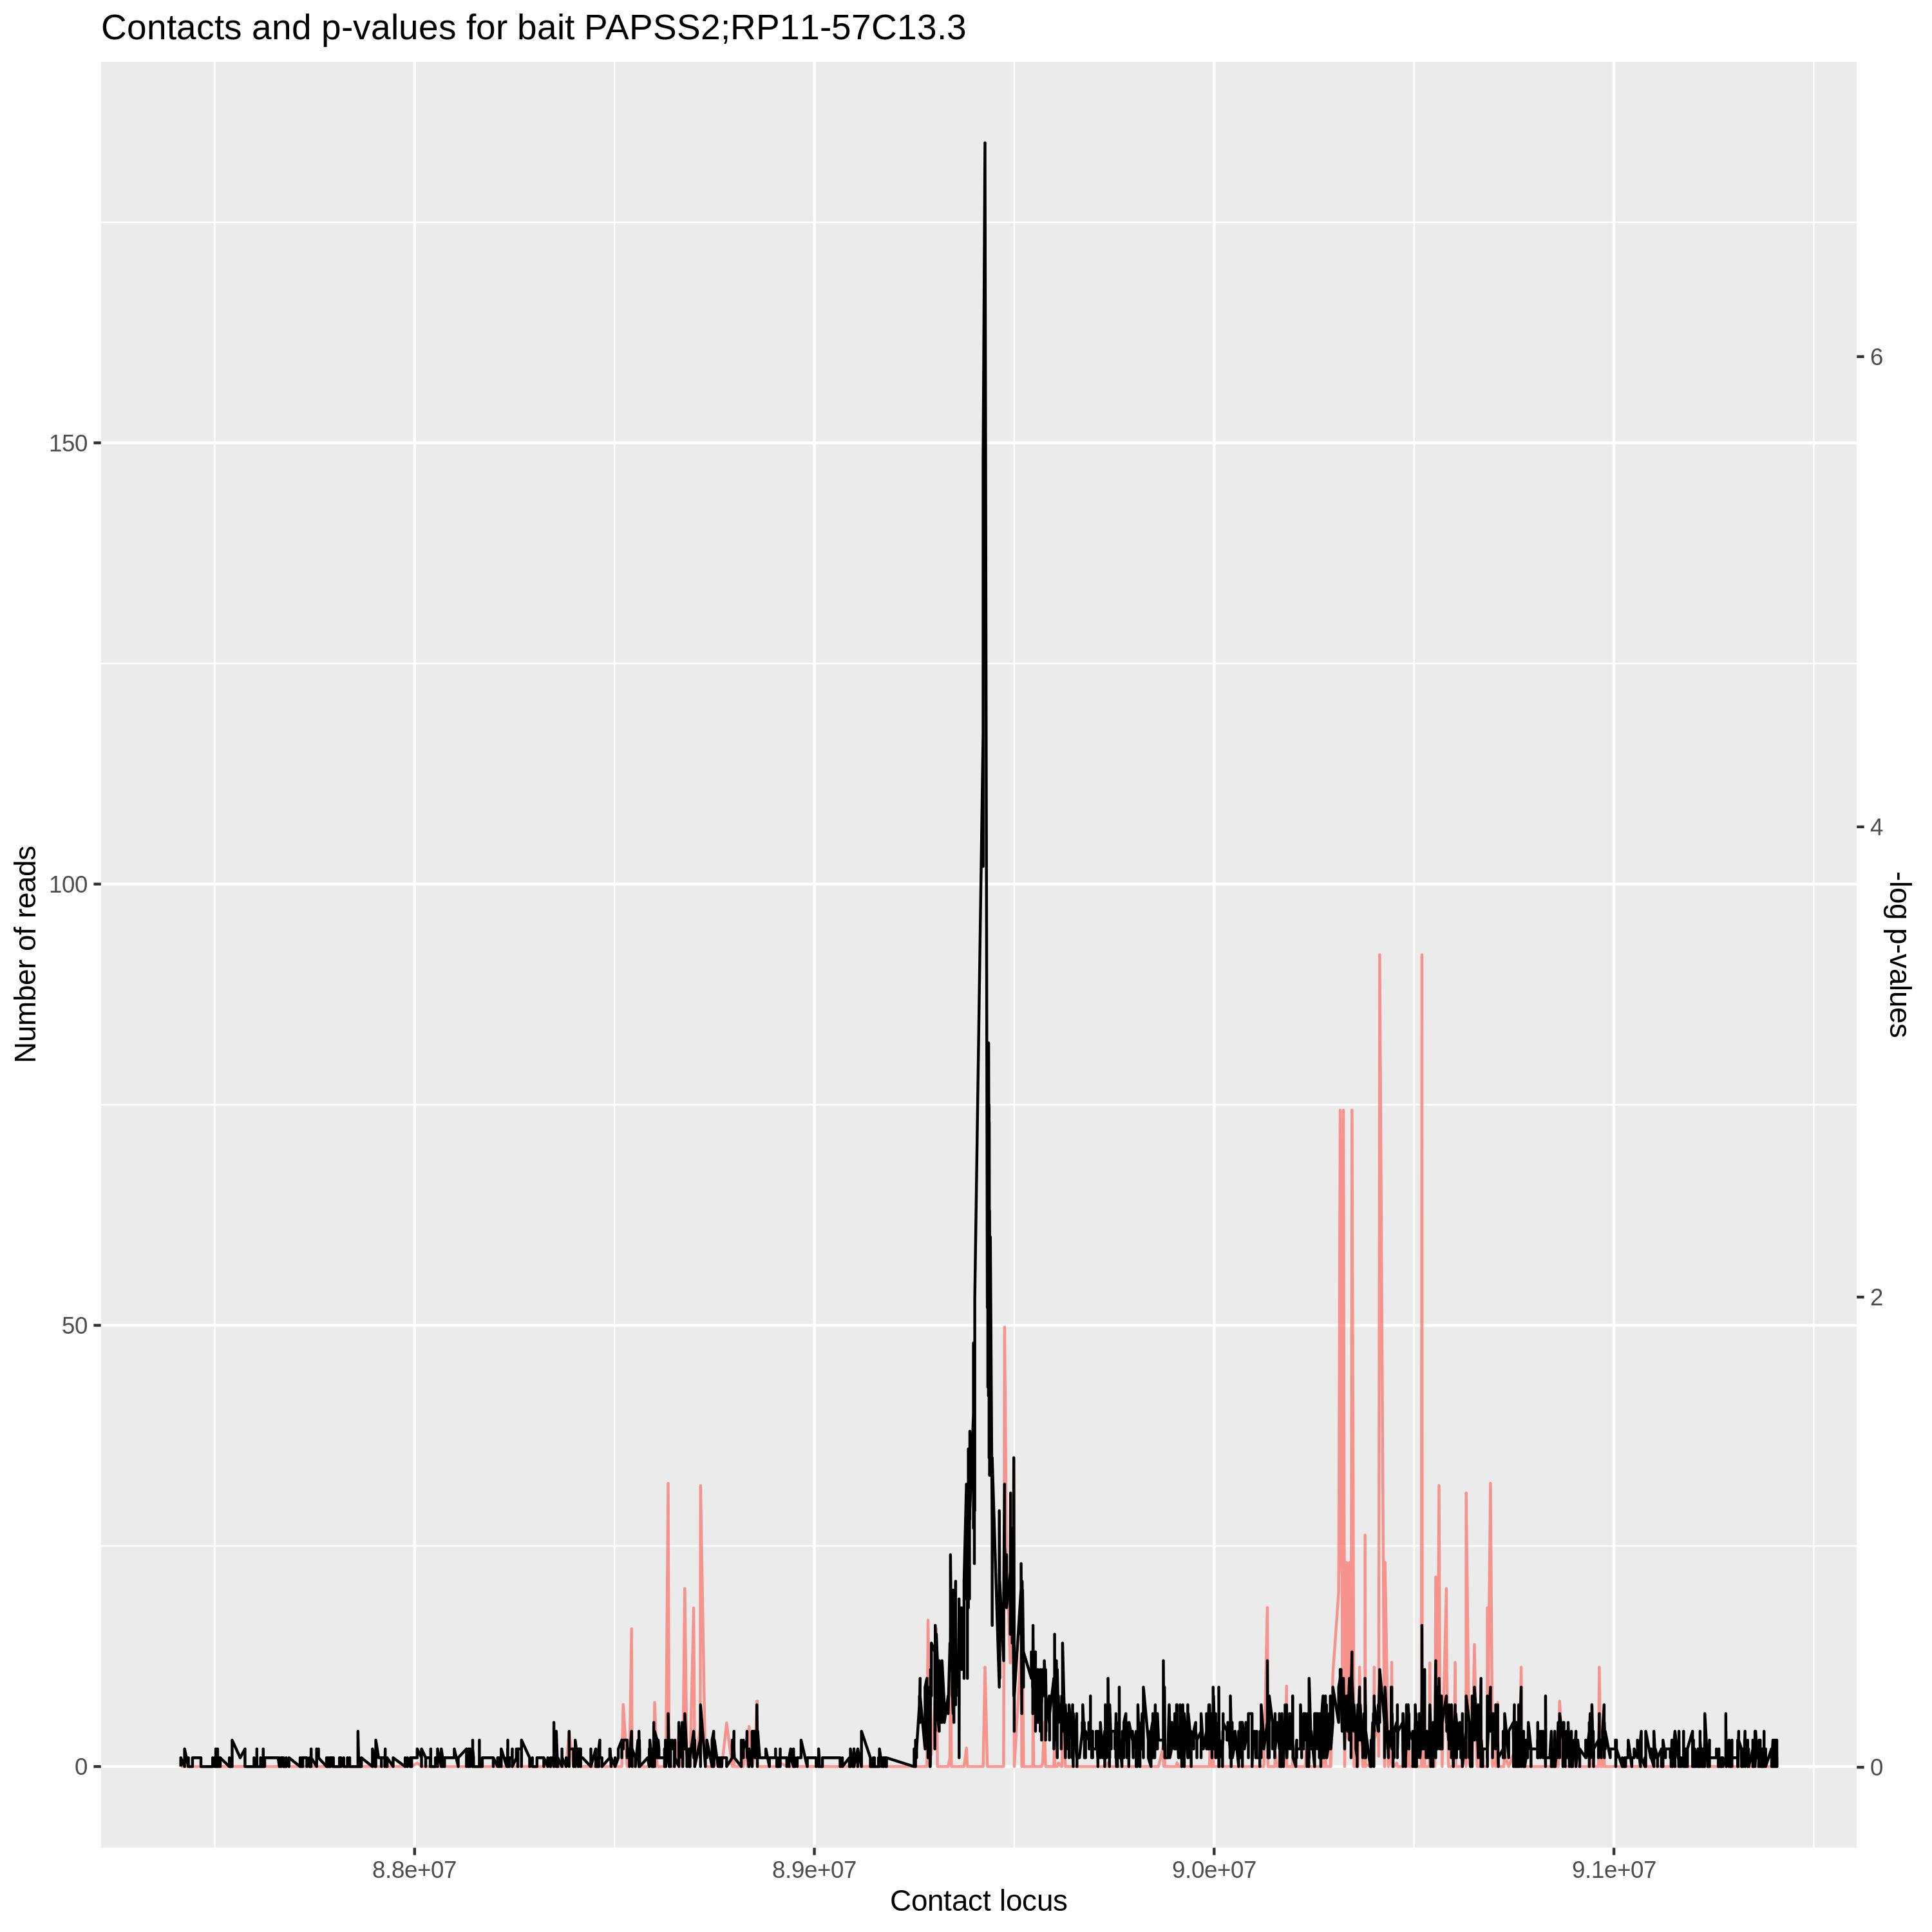 Contacts and p-values for bait PAPSS2;RP11-57C13.3
150
100
50
0
Number of reads
6
4
2
0
-log p-values
8.8e+07
8.9e+07
9.0e+07
9.1e+07
Contact locus